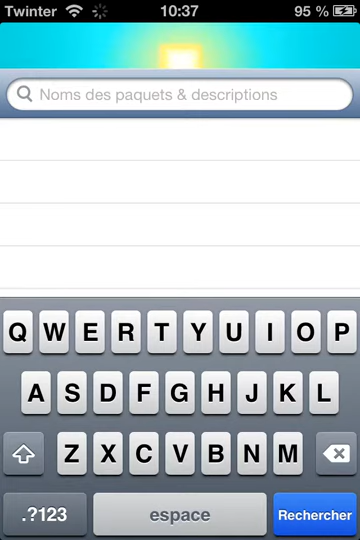 Twinter 10:37 95 %
Noms des paquets & descriptions
Q W E R T Y U I O P
A S D F G H J K L
Z X C V B N M
.?123 espace Rechercher